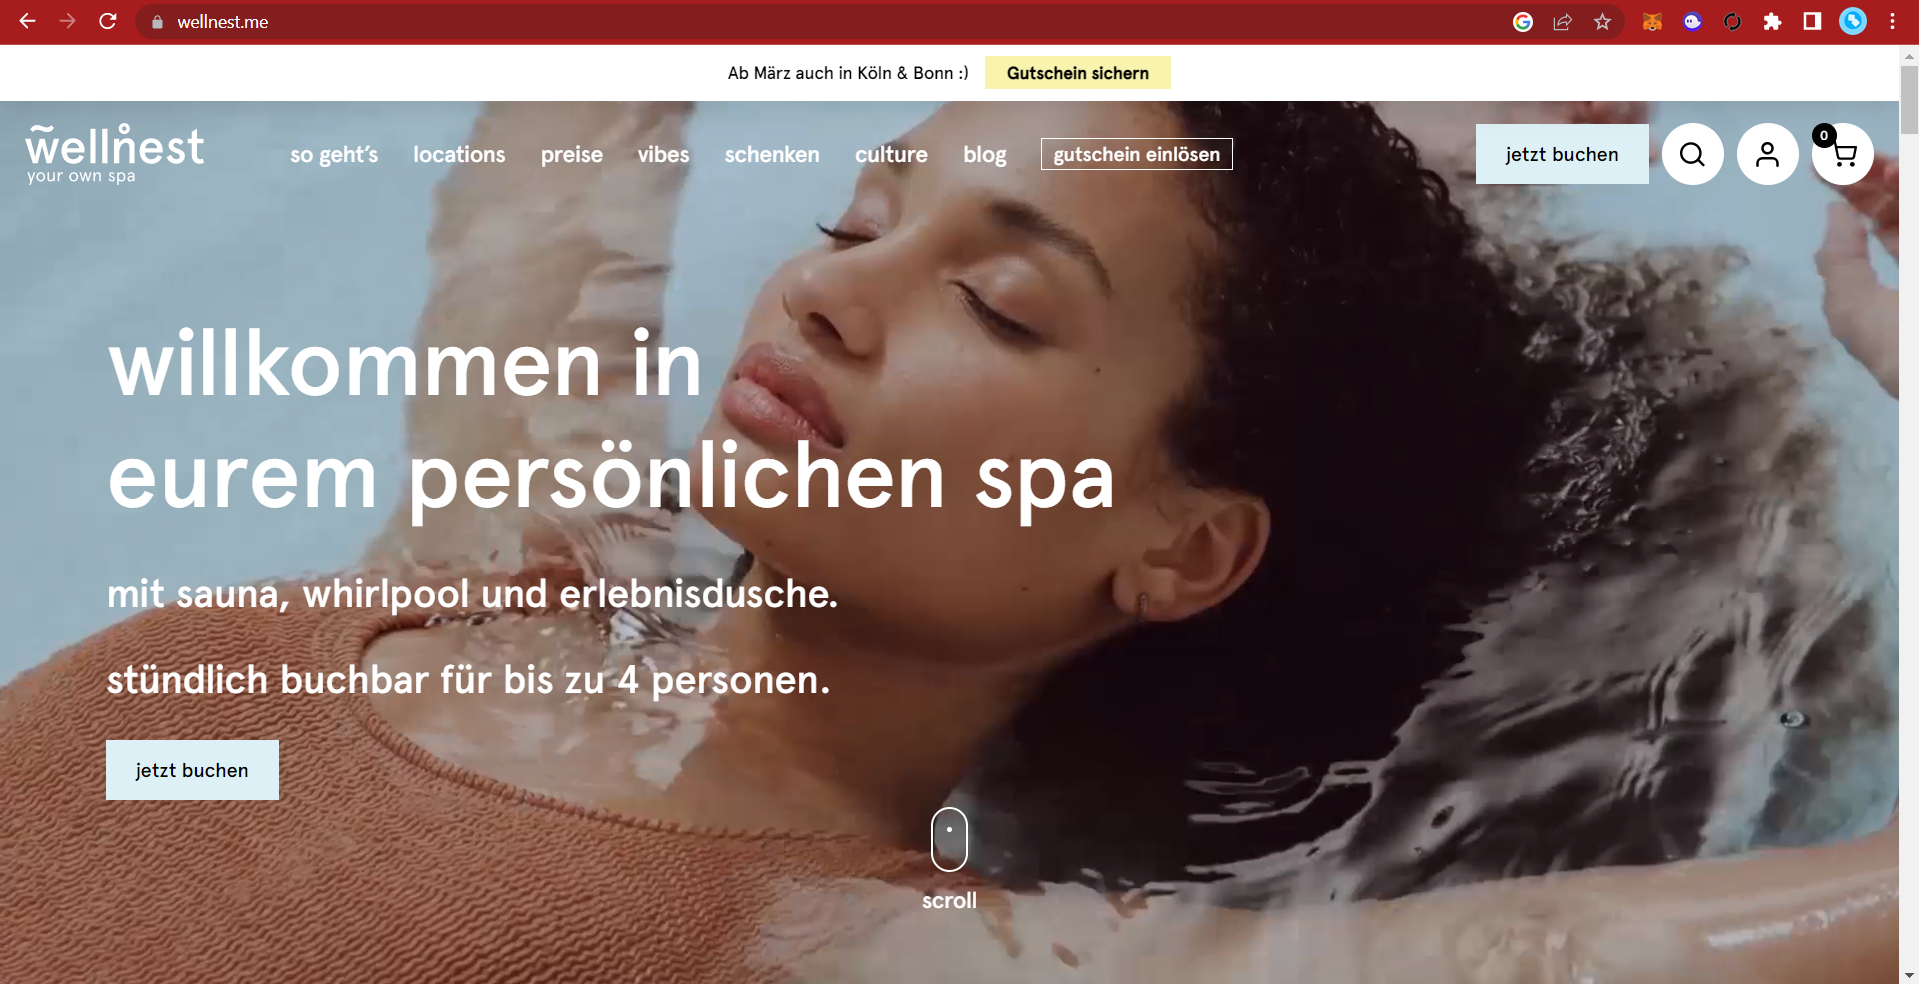 wellnest.me
Ab März auch in Köln & Bonn :) Gutschein sichern
wellnest
your own spa
so geht's locations preise vibes schenken culture blog gutschein einlösen
jetzt buchen
0
willkommen in
eurem persönlichen spa
mit sauna, whirlpool und erlebnisdusche.
stündlich buchbar für bis zu 4 personen.
jetzt buchen
scroll